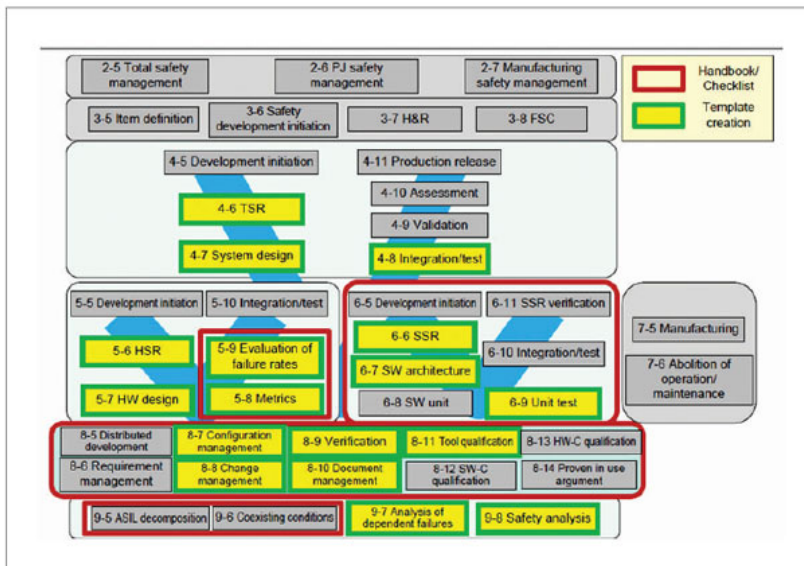 2-5 Total safety
management
2-6 PJ safety
management
2-7 Manufacturing
safety management
Handbook/
Checklist
Template
creation
3-5 Item definition
3-6 Safety
development initiation
3-7 H&R
3-8 FSC
4-5 Development initiation
4-11 Production release
4-10 Assessment
4-6 TSR
4-9 Validation
4-7 System design
4-8 Integration/test
5-5 Development initiation
5-10 Integration/test
6-5 Development initiation
6-11 SSR verification
5-6 HSR
5-9 Evaluation of
failure rates
6-6 SSR
6-10 Integration/test
6-7 SW architecture
5-7 HW design
5-8 Metrics
6-8 SW unit
6-9 Unit test
7-5 Manufacturing
7-6 Abolition of
operation/
maintenance
8-5 Distributed
development
8-7 Configuration
management
8-9 Verification
8-11 Tool qualification
8-13 HW-C qualification
8-6 Requirement
management
8-8 Change
management
8-10 Document
management
8-12 SW-C
qualification
8-14 Proven in use
argument
9-5 ASIL decomposition
9-6 Coexisting conditions
9-7 Analysis of
dependent failures
9-8 Safety analysis